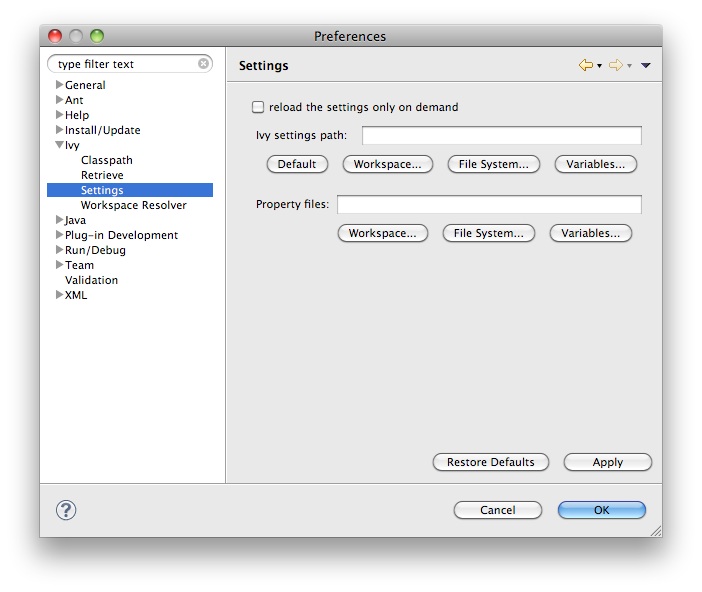 Preferences
type filter text
General
Ant
Help
Install/Update
Ivy
Classpath
Retrieve
Settings
Workspace Resolver
Java
Plug-in Development
Run/Debug
Team
Validation
XML
Settings
reload the settings only on demand
Ivy settings path:
Default Workspace... File System... Variables...
Property files:
Workspace... File System... Variables...
Restore Defaults Apply
? Cancel OK